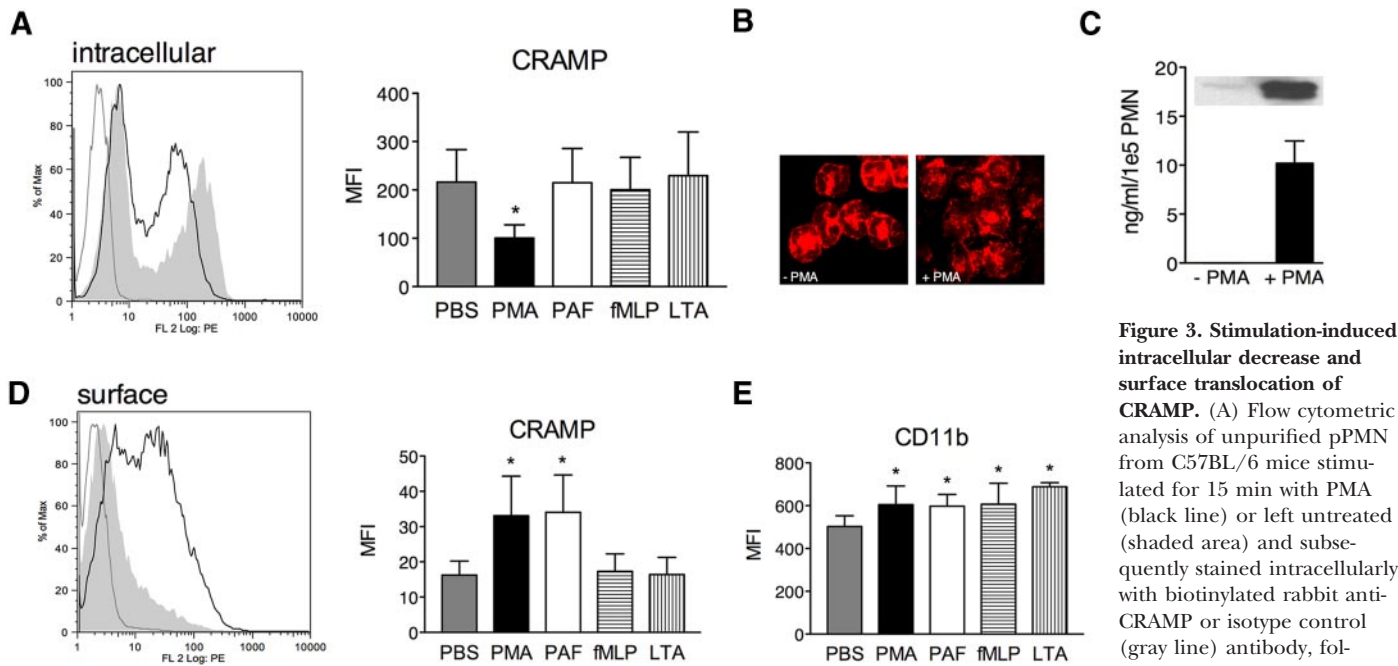 A
intracellular
% of Max
100
80
60
40
20
0
1 10 100 1000 10000
FL 2 Log: PE
CRAMP
MFI
400
300
200
100
0
*
PBS PMA PAF fMLP LTA
B
- PMA
+ PMA
C
ng/ml/1e5 PMN
20
15
10
5
0
- PMA + PMA
Figure 3. Stimulation-induced
intracellular decrease and
surface translocation of
CRAMP. (A) Flow cytometric
analysis of unpurified pPMN
from C57BL/6 mice stimu-
lated for 15 min with PMA
(black line) or left untreated
(shaded area) and subse-
quently stained intracellularly
with biotinylated rabbit anti-
CRAMP or isotype control
(gray line) antibody, fol-
D
surface
% of Max
100
80
60
40
20
0
1 10 100 1000 10000
FL 2 Log: PE
CRAMP
MFI
50
40
30
20
10
0
* *
PBS PMA PAF fMLP LTA
E
CD11b
MFI
800
600
400
200
0
* * * *
PBS PMA PAF fMLP LTA